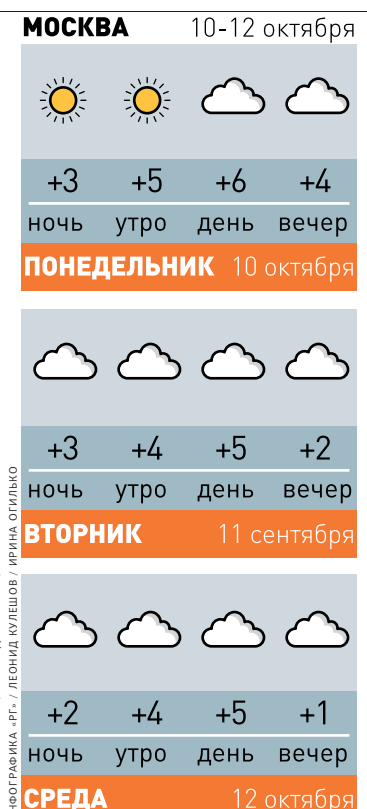 МОСКВА 10-12 октября
+3 +5 +6 +4
ночь утро день вечер
ПОНЕДЕЛЬНИК 10 октября
+3 +4 +5 +2
ночь утро день вечер
ВТОРНИК 11 сентября
+2 +4 +5 +1
ночь утро день вечер
СРЕДА 12 октября
НФОГРАФИКА «РГ» / ЛЕОНИД КУЛЕШОВ / ИРИНА ОГИЛЬКО